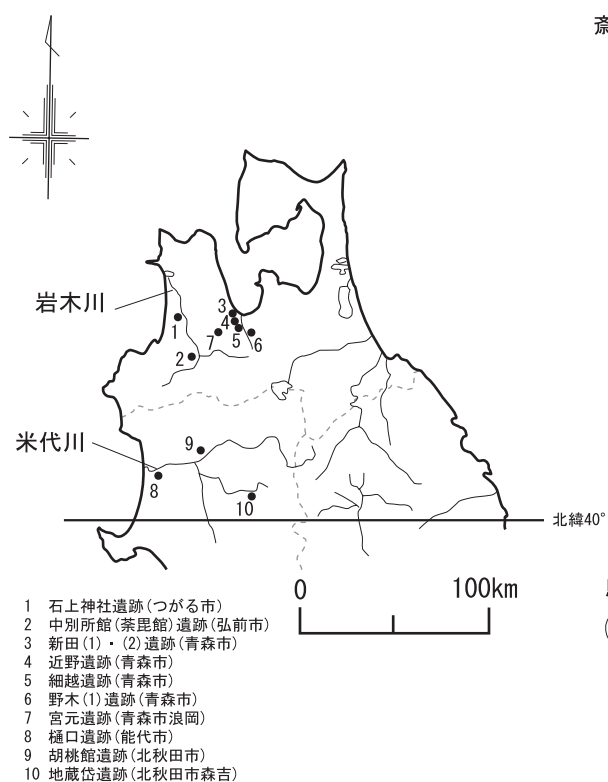 斎
岩木川
3
4
5
1
7
6
2
米代川
9
8
10
北緯40°
0 100km
1 石上神社遺跡(つがる市)
2 中別所館(荼毘館)遺跡(弘前市)
3 新田(1)・(2)遺跡(青森市)
4 近野遺跡(青森市)
5 細越遺跡(青森市)
6 野木(1)遺跡(青森市)
7 宮元遺跡(青森市浪岡)
8 樋口遺跡(能代市)
9 胡桃館遺跡(北秋田市)
10 地蔵岱遺跡(北秋田市森吉)